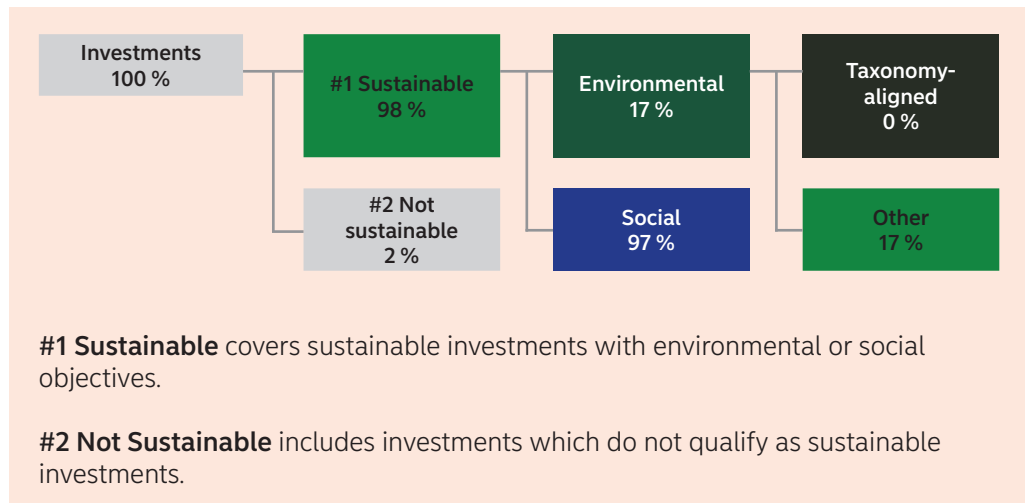 Investments
100 %
#1 Sustainable
98 %
Environmental
17 %
Taxonomy-
aligned
0 %
#2 Not
sustainable
2 %
Social
97 %
Other
17 %
#1 Sustainable covers sustainable investments with environmental or social
objectives.
#2 Not Sustainable includes investments which do not qualify as sustainable
investments.